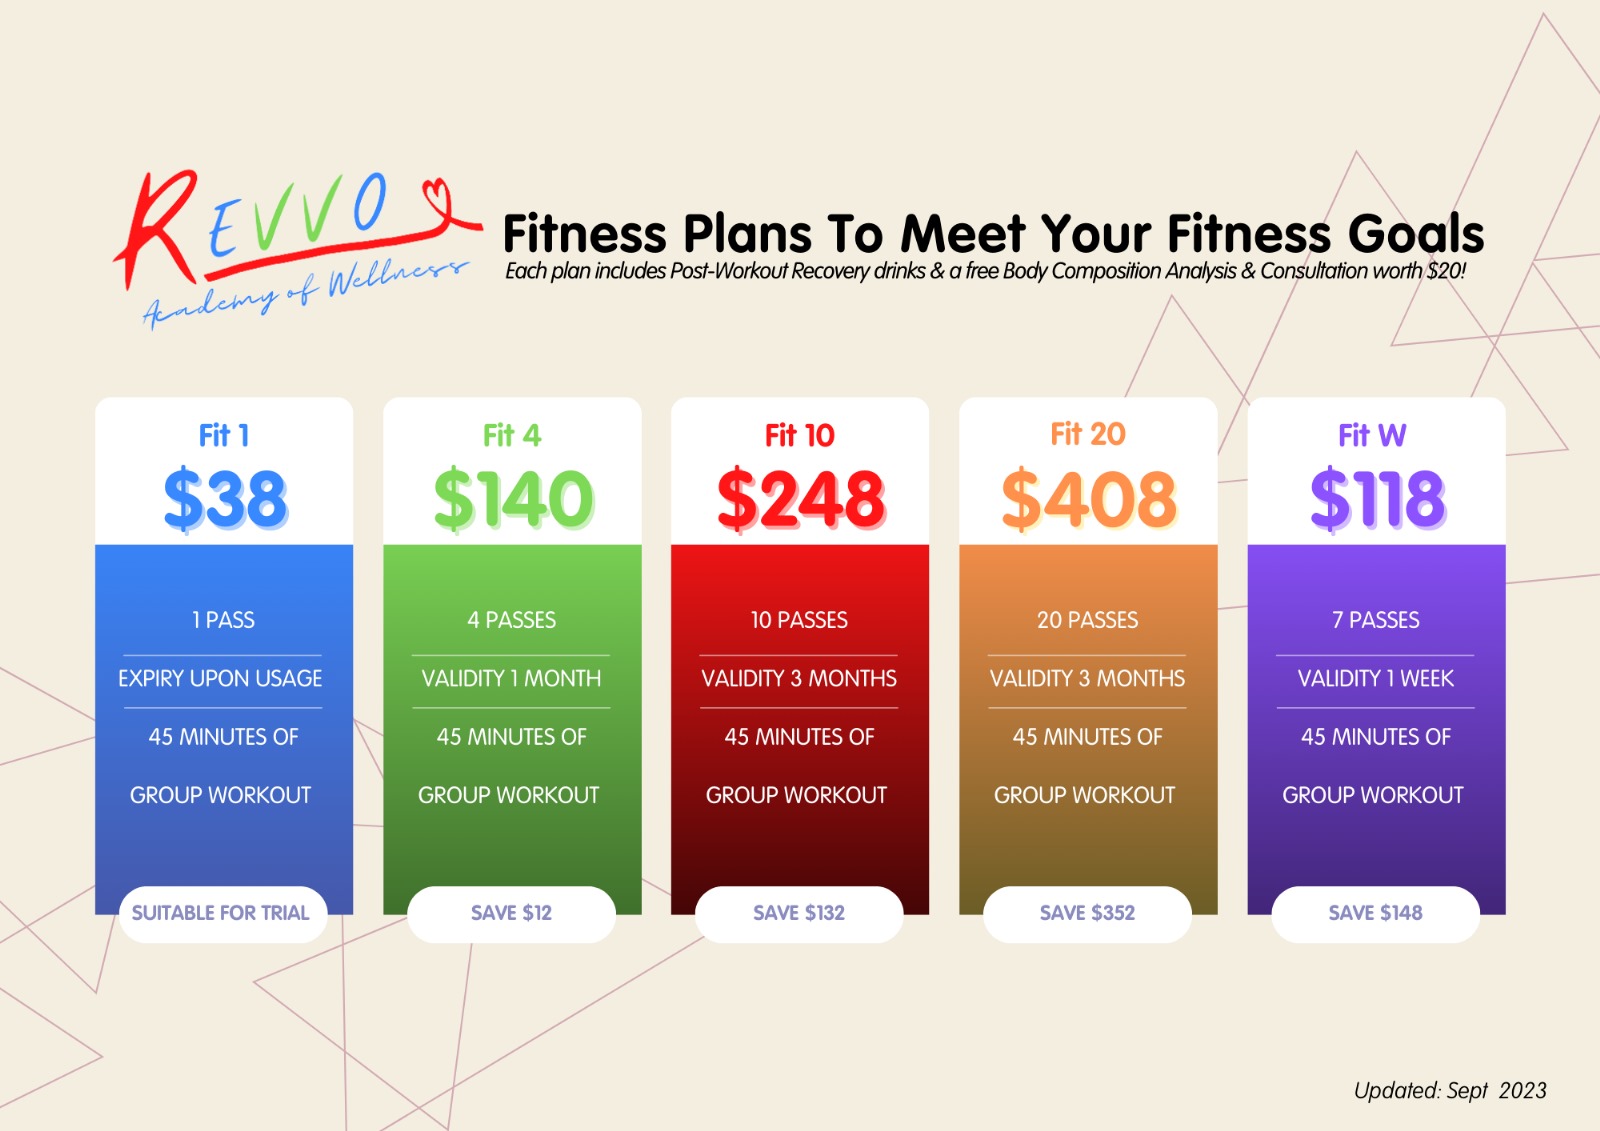 REVVO
Academy of Wellness
Fitness Plans To Meet Your Fitness Goals
Each plan includes Post-Workout Recovery drinks & a free Body Composition Analysis & Consultation worth $20!
Fit 1
$38
1 PASS
EXPIRY UPON USAGE
45 MINUTES OF
GROUP WORKOUT
SUITABLE FOR TRIAL
Fit 4
$140
4 PASSES
VALIDITY 1 MONTH
45 MINUTES OF
GROUP WORKOUT
SAVE $12
Fit 10
$248
10 PASSES
VALIDITY 3 MONTHS
45 MINUTES OF
GROUP WORKOUT
SAVE $132
Fit 20
$408
20 PASSES
VALIDITY 3 MONTHS
45 MINUTES OF
GROUP WORKOUT
SAVE $352
Fit W
$118
7 PASSES
VALIDITY 1 WEEK
45 MINUTES OF
GROUP WORKOUT
SAVE $148
Updated: Sept 2023